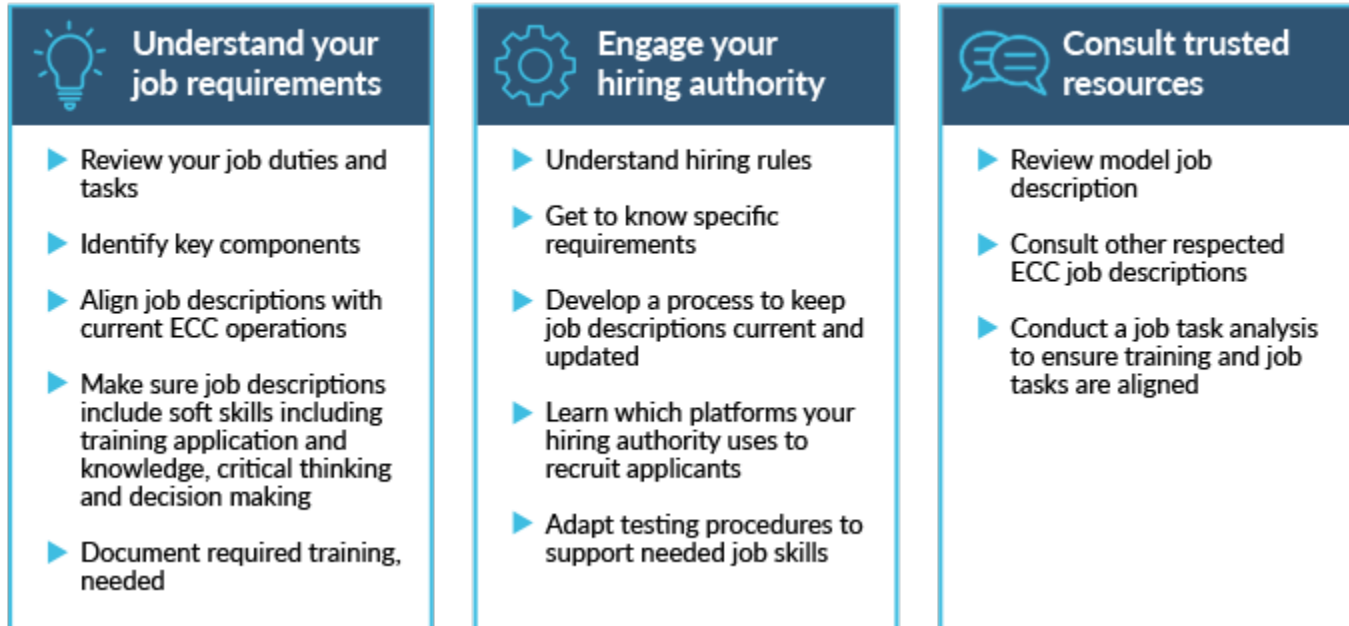 Understand your
job requirements
Review your job duties and
tasks
Identify key components
Align job descriptions with
current ECC operations
Make sure job descriptions
include soft skills including
training application and
knowledge, critical thinking
and decision making
Document required training,
needed
Engage your
hiring authority
Understand hiring rules
Get to know specific
requirements
Develop a process to keep
job descriptions current and
updated
Learn which platforms your
hiring authority uses to
recruit applicants
Adapt testing procedures to
support needed job skills
Consult trusted
resources
Review model job
description
Consult other respected
ECC job descriptions
Conduct a job task analysis
to ensure training and job
tasks are aligned